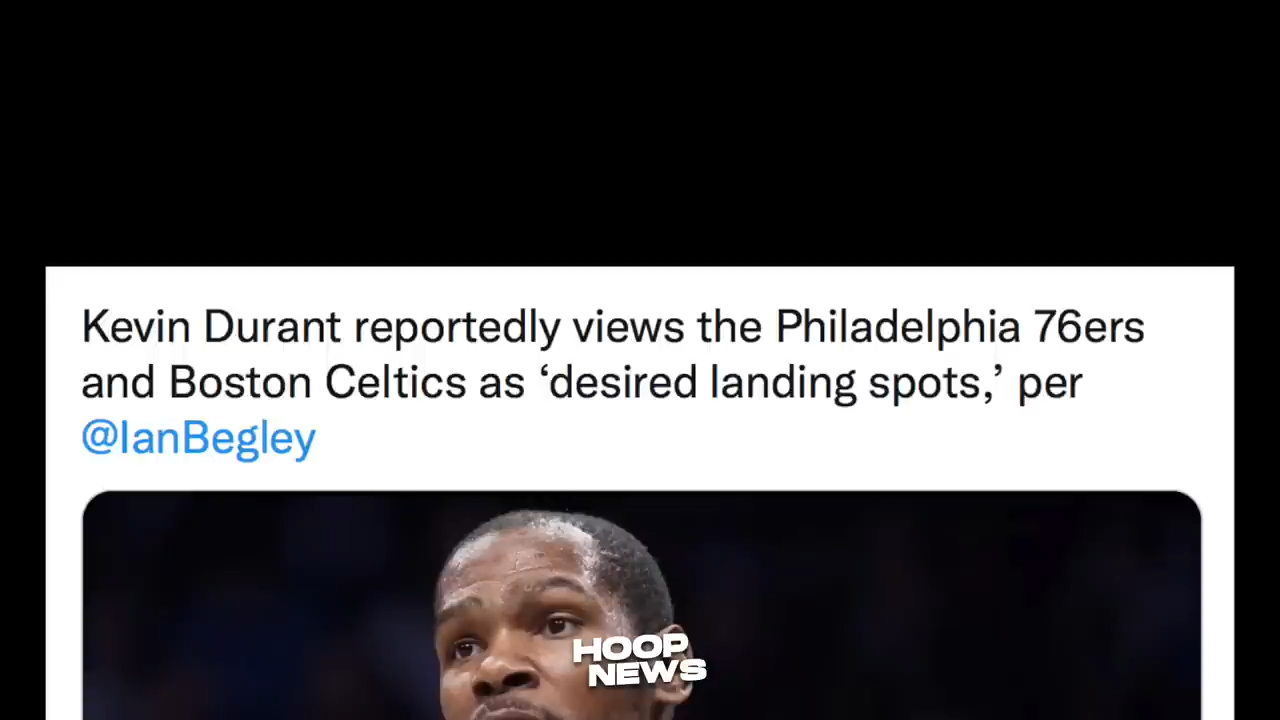 Kevin Durant reportedly views the Philadelphia 76ers
and Boston Celtics as ‘desired landing spots,’ per
@IanBegley
HOOP
NEWS